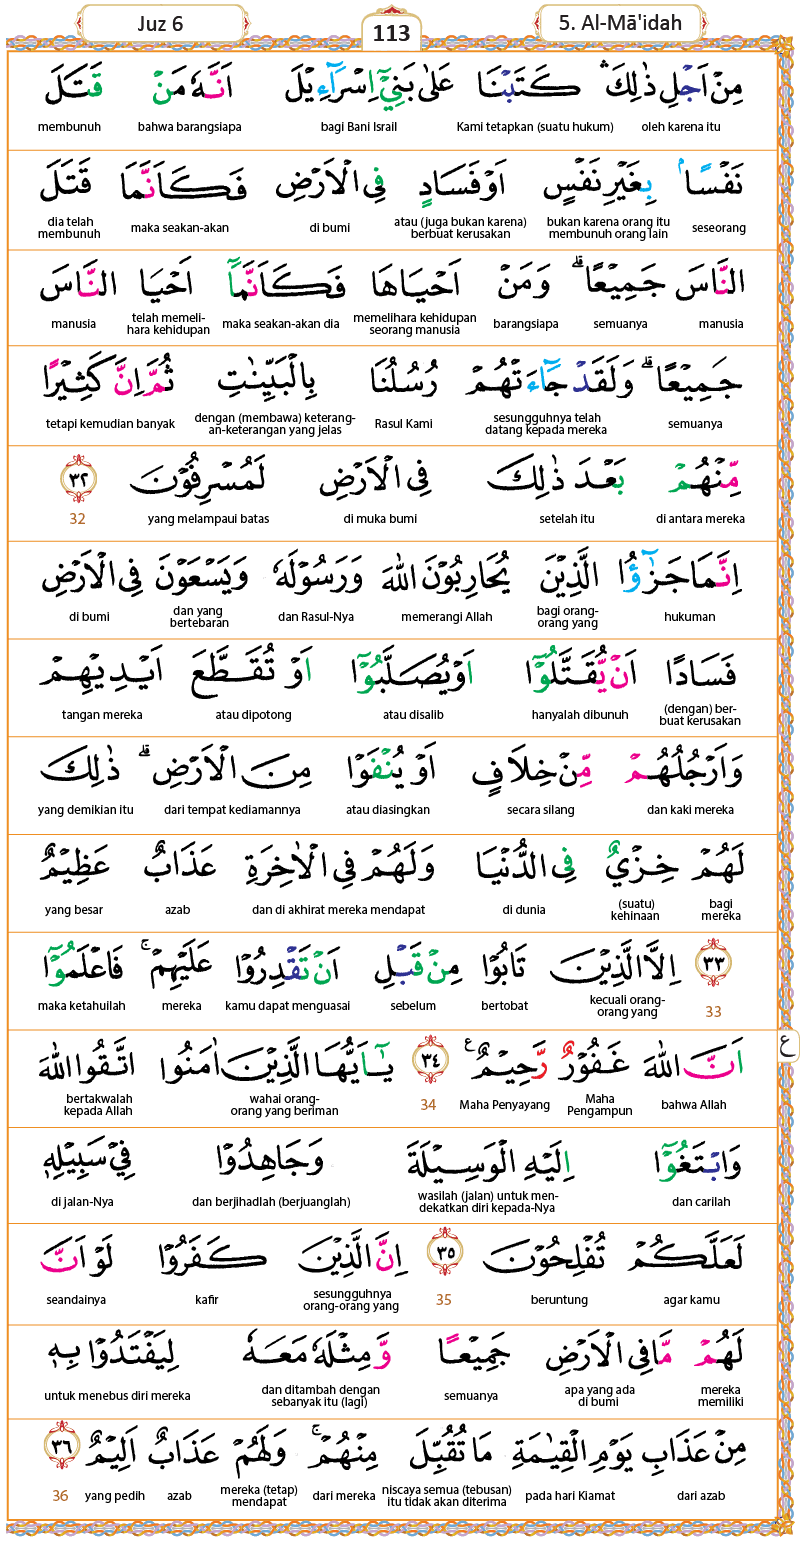 Juz 6
113
5. Al-Mā'idah
مِنْ اَجْلِ ذٰلِكَ ۛ كَتَبْنَا عَلٰى بَنِيْٓ اِسْرَاۤءِيْلَ اَنَّهٗ مَنْ قَتَلَ
oleh karena itu Kami tetapkan (suatu hukum) bagi Bani Israil bahwa barangsiapa membunuh
نَفْسًاۢ بِغَيْرِ نَفْسٍ اَوْ فَسَادٍ فِى الْاَرْضِ فَكَاَنَّمَا قَتَلَ
seseorang bukan karena orang itu membunuh orang lain atau (juga bukan karena) berbuat kerusakan di bumi maka seakan-akan dia telah membunuh
النَّاسَ جَمِيْعًا ۗ وَمَنْ اَحْيَاهَا فَكَاَنَّمَآ اَحْيَا النَّاسَ
manusia semuanya barangsiapa memelihara kehidupan seorang manusia maka seakan-akan dia telah memeli-hara kehidupan manusia
جَمِيْعًا ۗ وَلَقَدْ جَاۤءَتْهُمْ رُسُلُنَا بِالْبَيِّنٰتِ ثُمَّ اِنَّ كَثِيْرًا
semuanya sesungguhnya telah datang kepada mereka Rasul Kami dengan (membawa) keterang-an-keterangan yang jelas tetapi kemudian banyak
مِّنْهُمْ بَعْدَ ذٰلِكَ فِى الْاَرْضِ لَمُسْرِفُوْنَ ٣٢
di antara mereka setelah itu di muka bumi yang melampaui batas 32
اِنَّمَا جَزٰۤؤُا الَّذِيْنَ يُحَارِبُوْنَ اللّٰهَ وَرَسُوْلَهٗ وَيَسْعَوْنَ فِى الْاَرْضِ
hukuman bagi orang-orang yang memerangi Allah dan Rasul-Nya dan yang bertebaran di bumi
فَسَادًا اَنْ يُّقَتَّلُوْٓا اَوْ يُصَلَّبُوْٓا اَوْ تُقَطَّعَ اَيْدِيْهِمْ
(dengan) ber-buat kerusakan hanyalah dibunuh atau disalib atau dipotong tangan mereka
وَاَرْجُلُهُمْ مِّنْ خِلَافٍ اَوْ يُنْفَوْا مِنَ الْاَرْضِ ۗ ذٰلِكَ
dan kaki mereka secara silang atau diasingkan dari tempat kediamannya yang demikian itu
لَهُمْ خِزْيٌ فِى الدُّنْيَا وَلَهُمْ فِى الْاٰخِرَةِ عَذَابٌ عَظِيْمٌ
bagi mereka (suatu) kehinaan di dunia dan di akhirat mereka mendapat azab yang besar
٣٣ اِلَّا الَّذِيْنَ تَابُوْا مِنْ قَبْلِ اَنْ تَقْدِرُوْا عَلَيْهِمْ ۚ فَاعْلَمُوْٓا
33 kecuali orang-orang yang bertobat sebelum kamu dapat menguasai mereka maka ketahuilah
اَنَّ اللّٰهَ غَفُوْرٌ رَّحِيْمٌ ࣖ ٣٤ يٰٓاَيُّهَا الَّذِيْنَ اٰمَنُوا اتَّقُوا اللّٰهَ ع
bahwa Allah Maha Pengampun Maha Penyayang 34 wahai orang-orang yang beriman bertakwalah kepada Allah
وَابْتَغُوْٓا اِلَيْهِ الْوَسِيْلَةَ وَجَاهِدُوْا فِيْ سَبِيْلِهٖ
dan carilah wasilah (jalan) untuk men-dekatkan diri kepada-Nya dan berjihadlah (berjuanglah) di jalan-Nya
لَعَلَّكُمْ تُفْلِحُوْنَ ٣٥ اِنَّ الَّذِيْنَ كَفَرُوْا لَوْ اَنَّ
agar kamu beruntung 35 sesungguhnya orang-orang yang kafir seandainya
لَهُمْ مَّا فِى الْاَرْضِ جَمِيْعًا وَّمِثْلَهٗ مَعَهٗ لِيَفْتَدُوْا بِهٖ
mereka memiliki apa yang ada di bumi semuanya dan ditambah dengan sebanyak itu (lagi) untuk menebus diri mereka
مِنْ عَذَابِ يَوْمِ الْقِيٰمَةِ مَا تُقُبِّلَ مِنْهُمْ ۚ وَلَهُمْ عَذَابٌ اَلِيْمٌ ٣٦
dari azab pada hari Kiamat niscaya semua (tebusan) itu tidak akan diterima dari mereka mereka (tetap) mendapat azab yang pedih 36